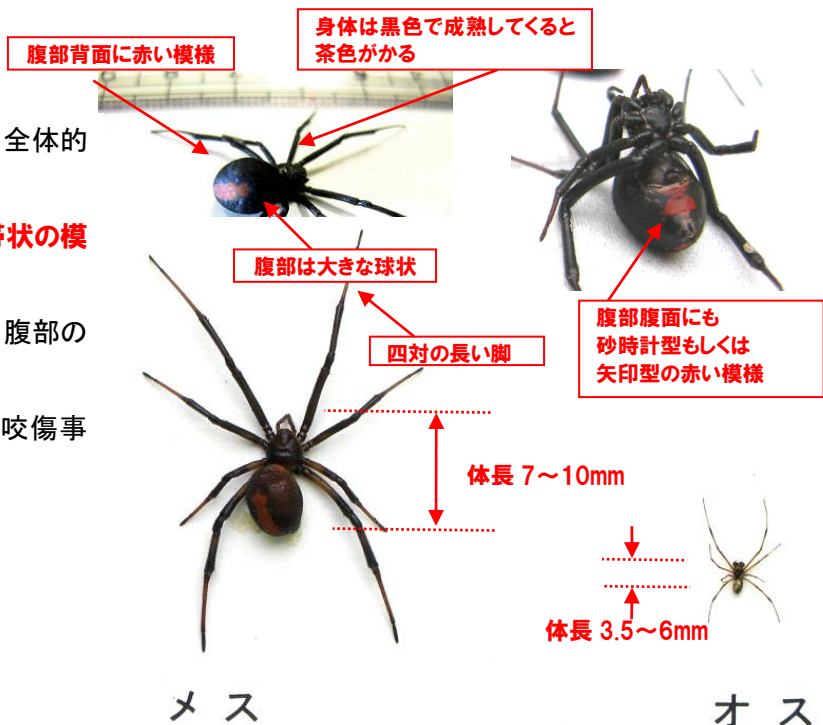 身体は黒色で成熟してくると
茶色がかる
腹部背面に赤い模様
全体的
状の模
腹部は大きな球状
腹部の
四対の長い脚
腹部腹面にも
砂時計型もしくは
矢印型の赤い模様
咬傷事
体長 7～10mm
体長 3.5～6mm
メス
オス